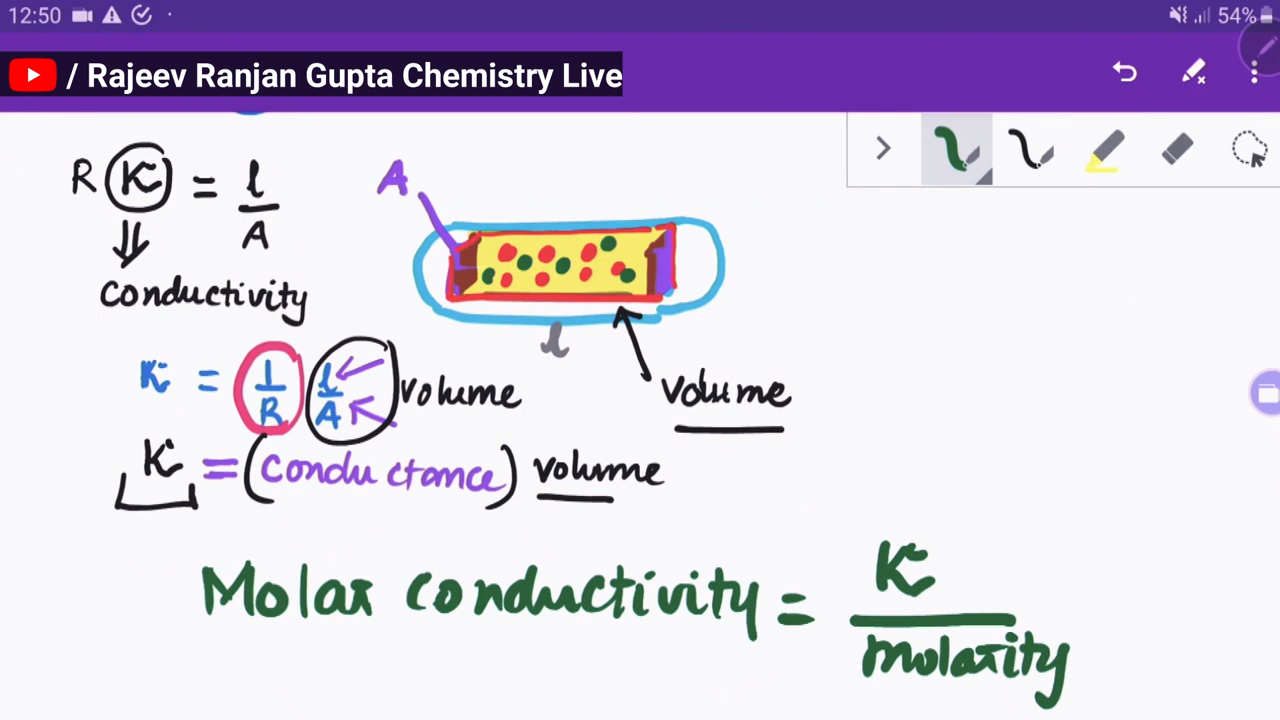 12:50 54%
/ Rajeev Ranjan Gupta Chemistry Live
R K = l/A
A
conductivity
l
K = 1/R l/A volume
volume
K = (conductance) volume
Molar conductivity = K/molarity